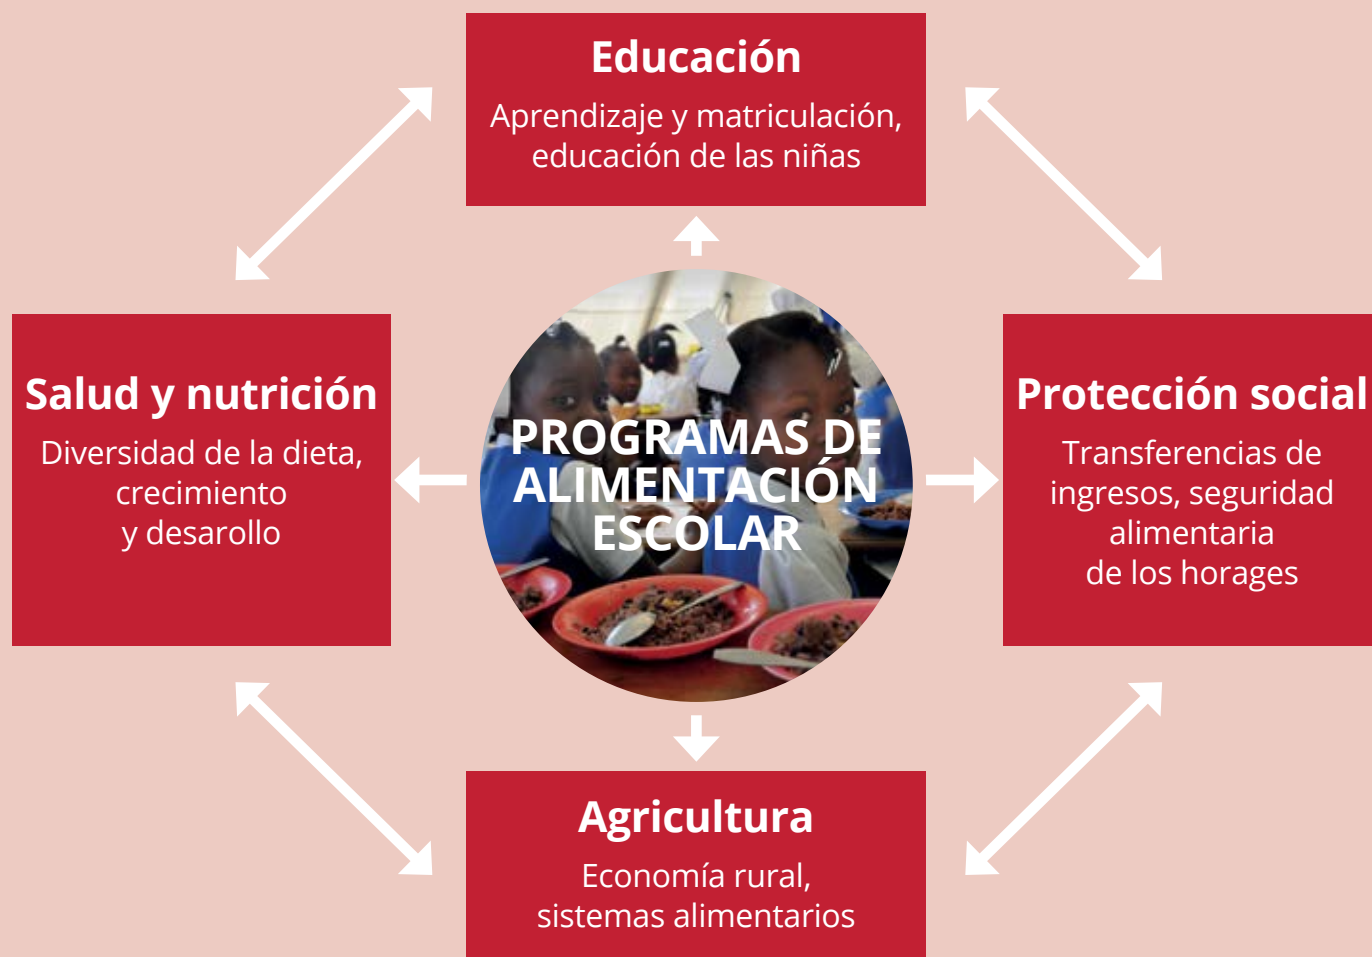 Educación
Aprendizaje y matriculación,
educación de las niñas
Salud y nutrición
Diversidad de la dieta,
crecimiento
y desarollo
PROGRAMAS DE
ALIMENTACIÓN
ESCOLAR
Protección social
Transferencias de
ingresos, seguridad
alimentaria
de los horages
Agricultura
Economía rural,
sistemas alimentarios